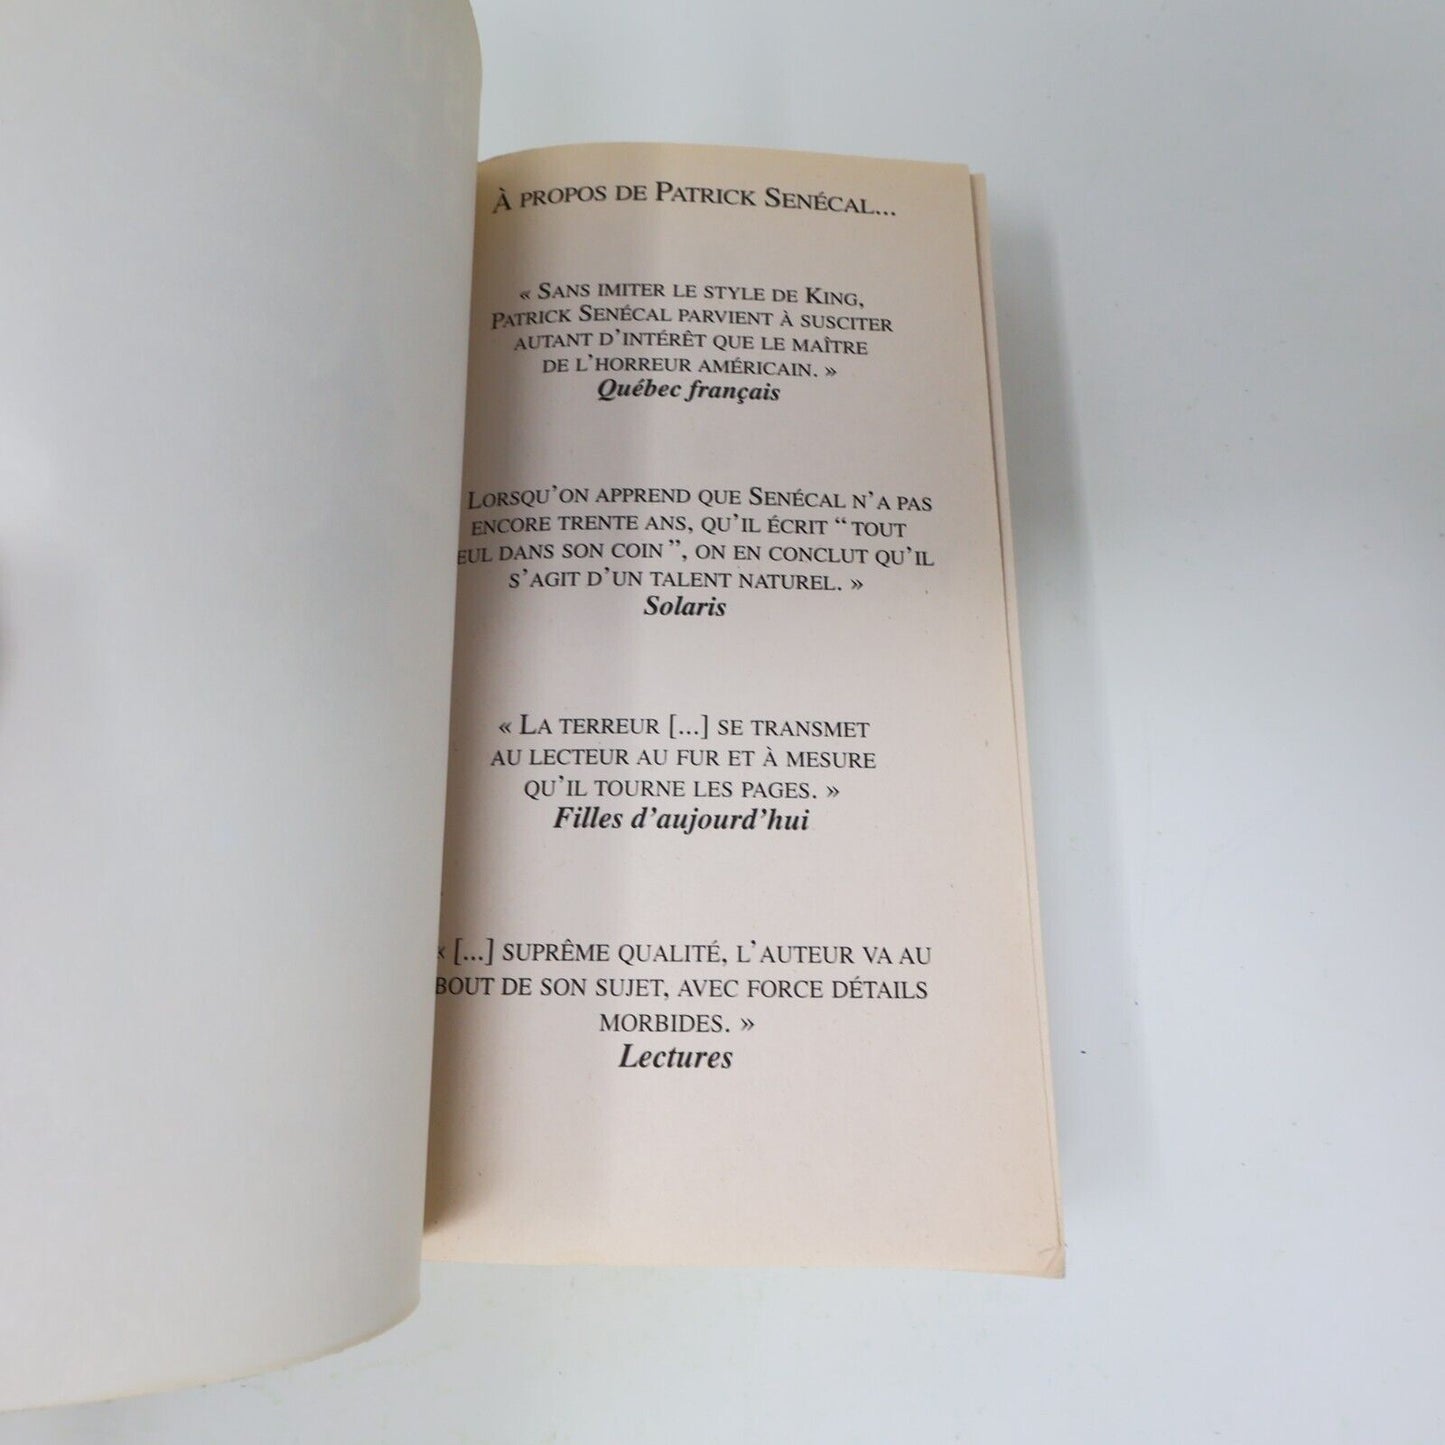 À PROPOS DE PATRICK SENÉCAL...
« SANS IMITER LE STYLE DE KING,
PATRICK SENÉCAL PARVIENT À SUSCITER
AUTANT D'INTÉRÊT QUE LE MAÎTRE
DE L'HORREUR AMÉRICAIN. »
Québec français
LORSQU'ON APPREND QUE SENÉCAL N'A PAS
ENCORE TRENTE ANS, QU'IL ÉCRIT “ TOUT
EUL DANS SON COIN ”, ON EN CONCLUT QU'IL
S'AGIT D'UN TALENT NATUREL. »
Solaris
« LA TERREUR [...] SE TRANSMET
AU LECTEUR AU FUR ET À MESURE
QU'IL TOURNE LES PAGES. »
Filles d'aujourd'hui
« [...] SUPRÊME QUALITÉ, L'AUTEUR VA AU
BOUT DE SON SUJET, AVEC FORCE DÉTAILS
MORBIDES. »
Lectures